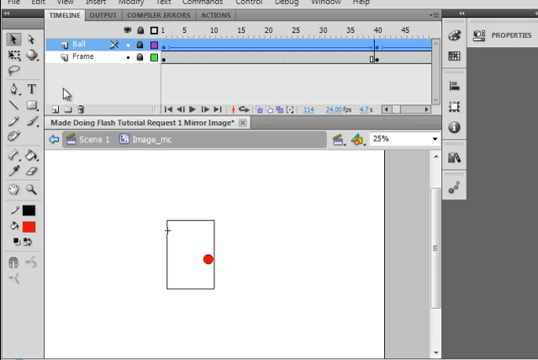 File Edit View Insert Modify Text Commands Control Debug Window Help
TIMELINE OUTPUT COMPILER ERRORS ACTIONS
1 5 10 15 20 25 30 35 40 45
Ball
Frame
114 24.00 fps 4.7 s
Made Doing Flash Tutorial Request 1 Mirror Image*
Scene 1 Image_mc 25%
PROPERTIES
T